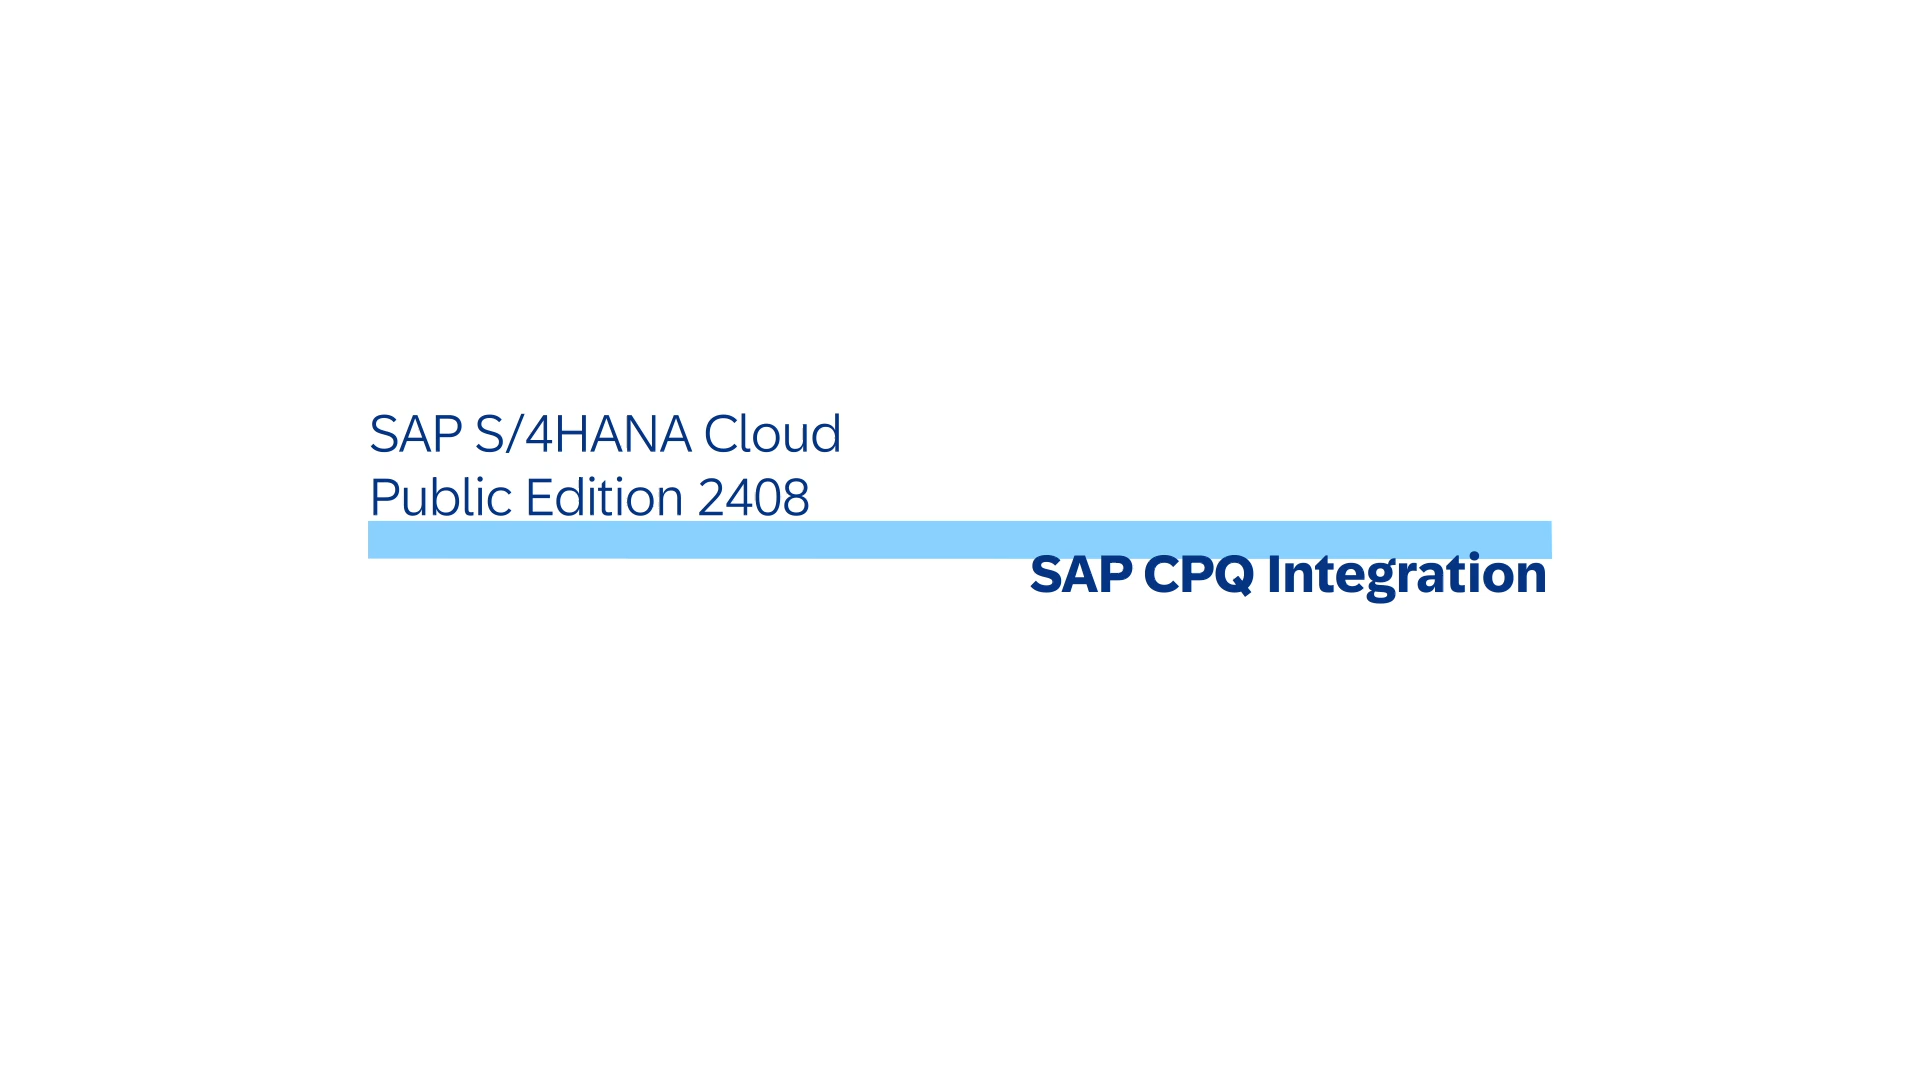 SAP S/4HANA Cloud
Public Edition 2408
SAP CPQ Integration